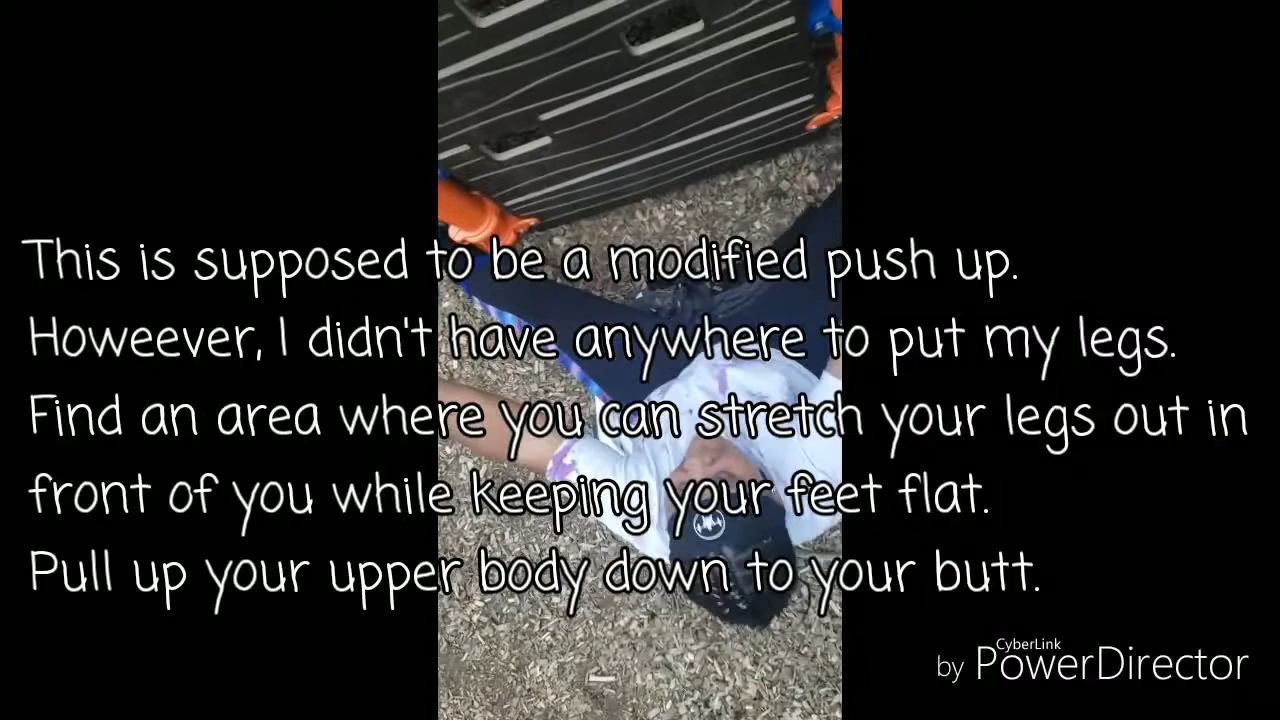 This is supposed to be a modified push up.
Howeever, I didn't have anywhere to put my legs.
Find an area where you can stretch your legs out in
front of you while keeping your feet flat.
Pull up your upper body down to your butt.
CyberLink
by PowerDirector